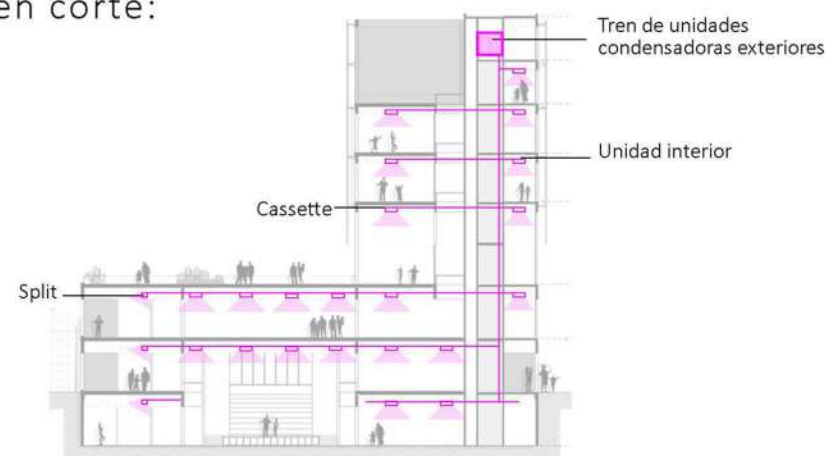 en corte:
Tren de unidades
condensadoras exteriores
Unidad interior
Cassette
Split